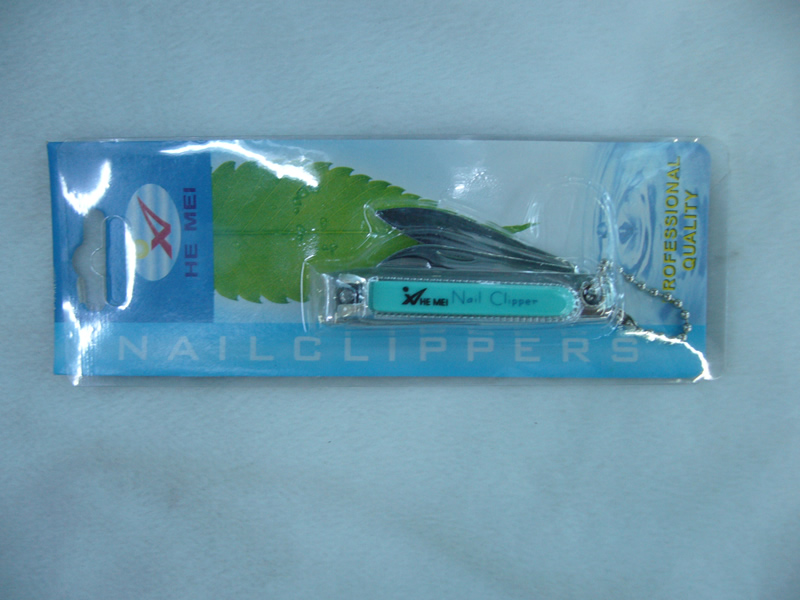 HE MEI
PROFESSIONAL
QUALITY
HE MEI Nail Clipper
NAILCLIPPERS